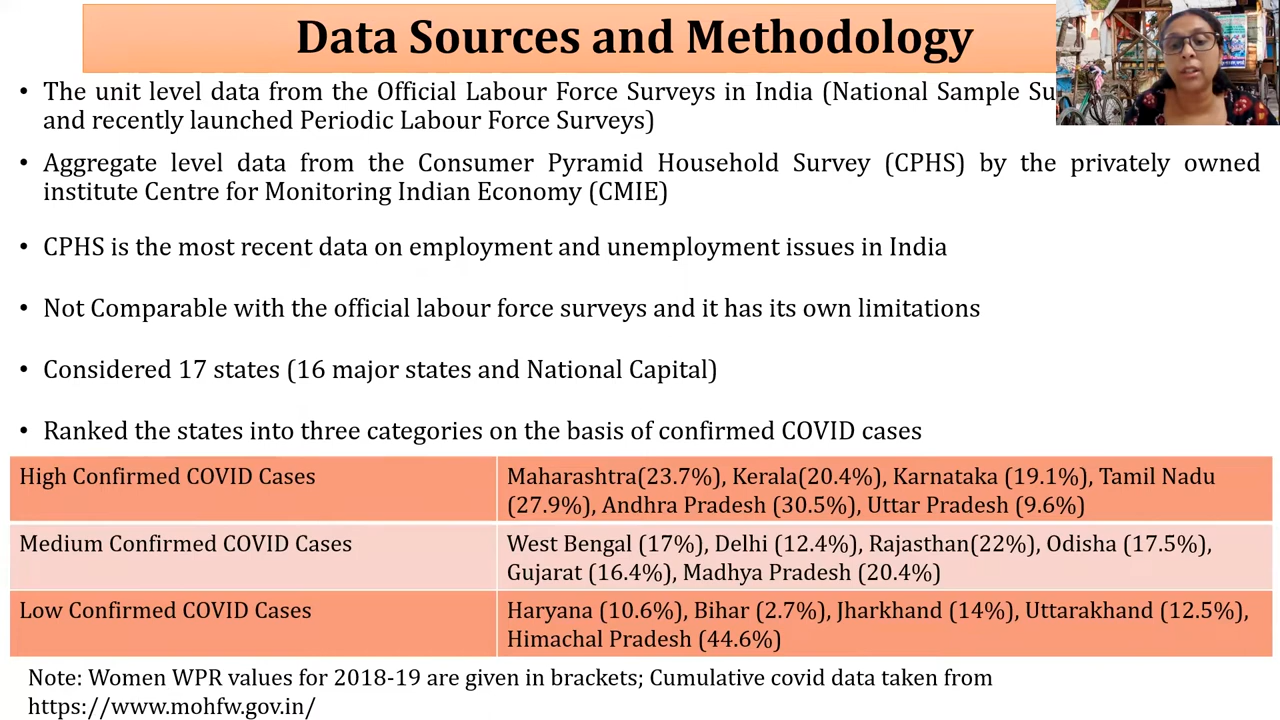 Data Sources and Methodology
• The unit level data from the Official Labour Force Surveys in India (National Sample Su
and recently launched Periodic Labour Force Surveys)
• Aggregate level data from the Consumer Pyramid Household Survey (CPHS) by the privately owned
institute Centre for Monitoring Indian Economy (CMIE)
• CPHS is the most recent data on employment and unemployment issues in India
• Not Comparable with the official labour force surveys and it has its own limitations
• Considered 17 states (16 major states and National Capital)
• Ranked the states into three categories on the basis of confirmed COVID cases
High Confirmed COVID Cases
Maharashtra(23.7%), Kerala(20.4%), Karnataka (19.1%), Tamil Nadu
(27.9%), Andhra Pradesh (30.5%), Uttar Pradesh (9.6%)
Medium Confirmed COVID Cases
West Bengal (17%), Delhi (12.4%), Rajasthan(22%), Odisha (17.5%),
Gujarat (16.4%), Madhya Pradesh (20.4%)
Low Confirmed COVID Cases
Haryana (10.6%), Bihar (2.7%), Jharkhand (14%), Uttarakhand (12.5%),
Himachal Pradesh (44.6%)
Note: Women WPR values for 2018-19 are given in brackets; Cumulative covid data taken from
https://www.mohfw.gov.in/